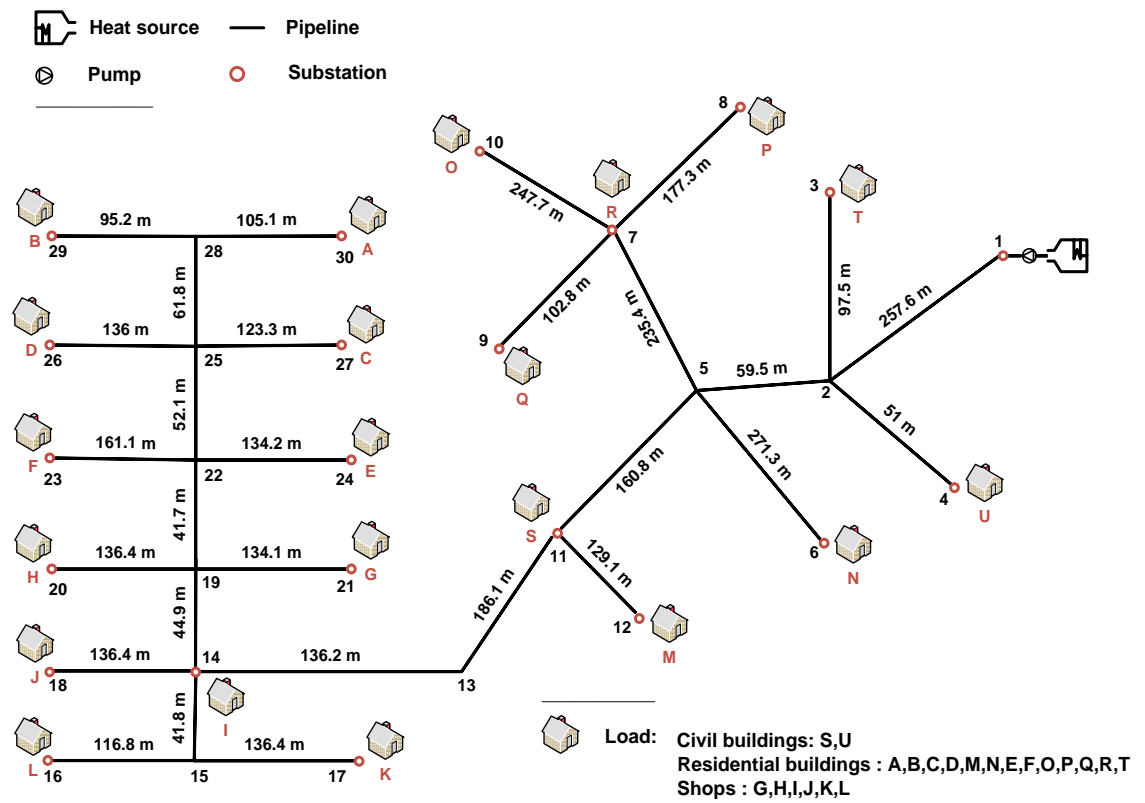 Heat source
Pipeline
Pump
Substation
8
P
10
O
177.3 m
R
247.7 m
7
3
T
1
B
95.2 m
105.1 m
A
29
28
30
97.5 m
257.6 m
61.8 m
102.8 m
235.4 m
D
136 m
123.3 m
C
26
25
27
9
Q
5
59.5 m
2
52.1 m
51 m
F
161.1 m
134.2 m
E
23
22
24
271.3 m
160.8 m
4
U
41.7 m
S
11
6
N
H
136.4 m
134.1 m
G
20
19
21
129.1 m
186.1 m
44.9 m
12
M
J
136.4 m
14
136.2 m
18
13
I
41.8 m
L
116.8 m
136.4 m
K
16
15
17
Load:
Civil buildings: S,U
Residential buildings : A,B,C,D,M,N,E,F,O,P,Q,R,T
Shops : G,H,I,J,K,L